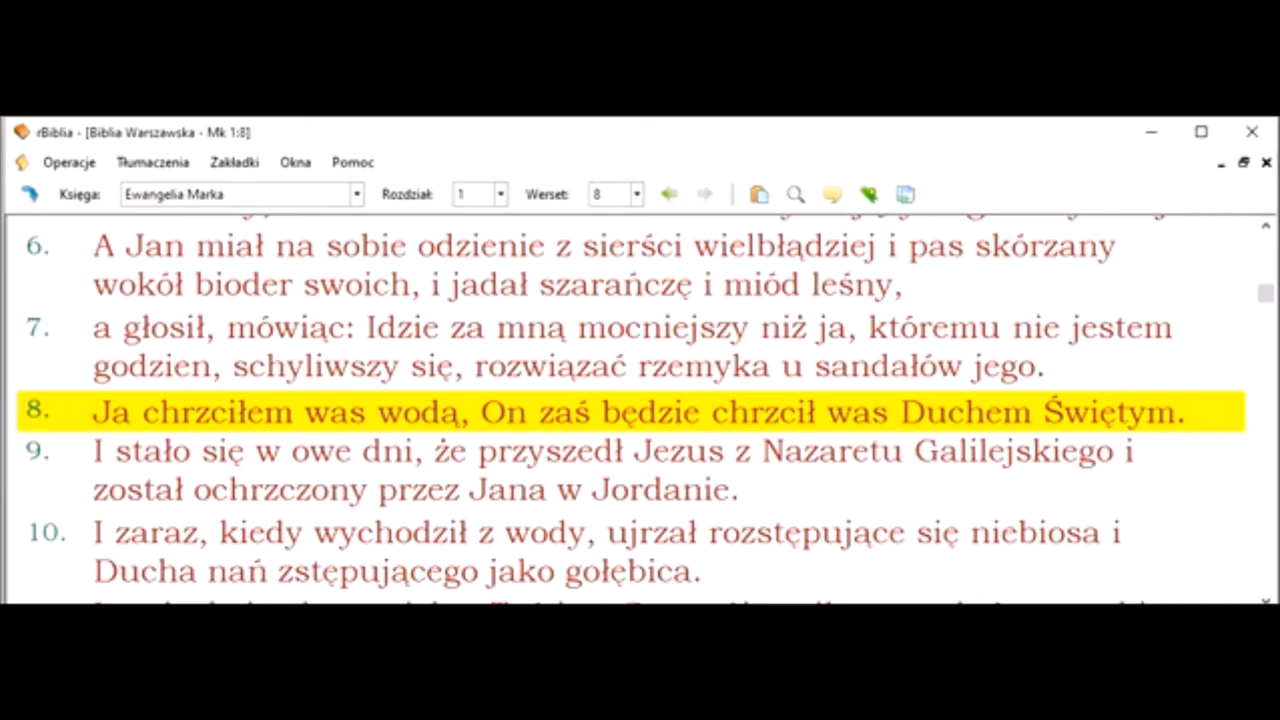 rBiblia - [Biblia Warszawska - Mk 1:8]
Operacje Tłumaczenia Zakładki Okna Pomoc
Księga: Ewangelia Marka Rozdział: 1 Werset: 8
6. A Jan miał na sobie odzienie z sierści wielbłądziej i pas skórzany
wokół bioder swoich, i jadał szarańczę i miód leśny,
7. a głosił, mówiąc: Idzie za mną mocniejszy niż ja, któremu nie jestem
godzien, schyliwszy się, rozwiązać rzemyka u sandałów jego.
8. Ja chrzciłem was wodą, On zaś będzie chrzcił was Duchem Świętym.
9. I stało się w owe dni, że przyszedł Jezus z Nazaretu Galilejskiego i
został ochrzczony przez Jana w Jordanie.
10. I zaraz, kiedy wychodził z wody, ujrzał rozstępujące się niebiosa i
Ducha nań zstępującego jako gołębica.